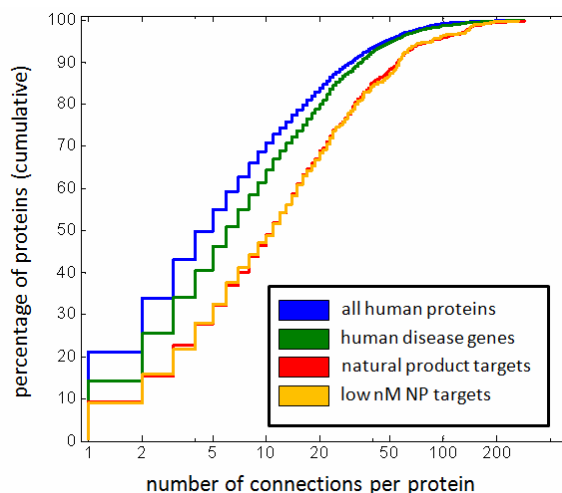 percentage of proteins (cumulative)
100
90
80
70
60
50
40
30
20
10
0
1 2 5 10 20 50 100 200
number of connections per protein
all human proteins
human disease genes
natural product targets
low nM NP targets